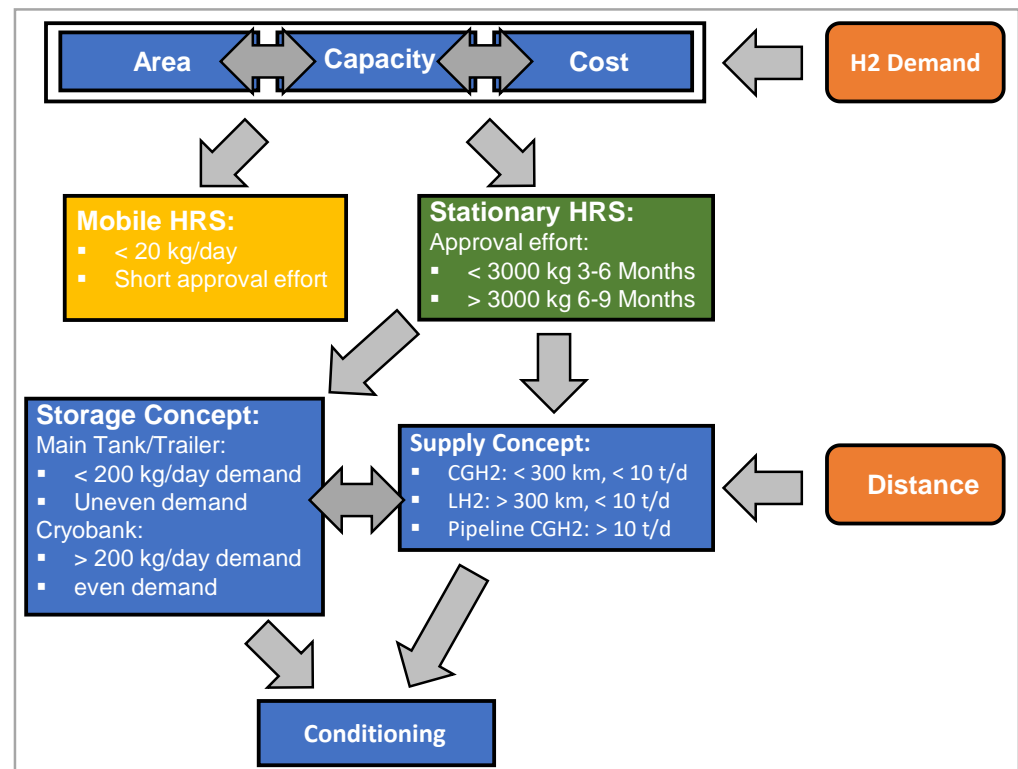 Area
Capacity
Cost
H2 Demand
Mobile HRS:
▪ < 20 kg/day
▪ Short approval effort
Stationary HRS:
Approval effort:
▪ < 3000 kg 3-6 Months
▪ > 3000 kg 6-9 Months
Storage Concept:
Main Tank/Trailer:
▪ < 200 kg/day demand
▪ Uneven demand
Cryobank:
▪ > 200 kg/day demand
▪ even demand
Supply Concept:
▪ CGH2: < 300 km, < 10 t/d
▪ LH2: > 300 km, < 10 t/d
▪ Pipeline CGH2: > 10 t/d
Distance
Conditioning